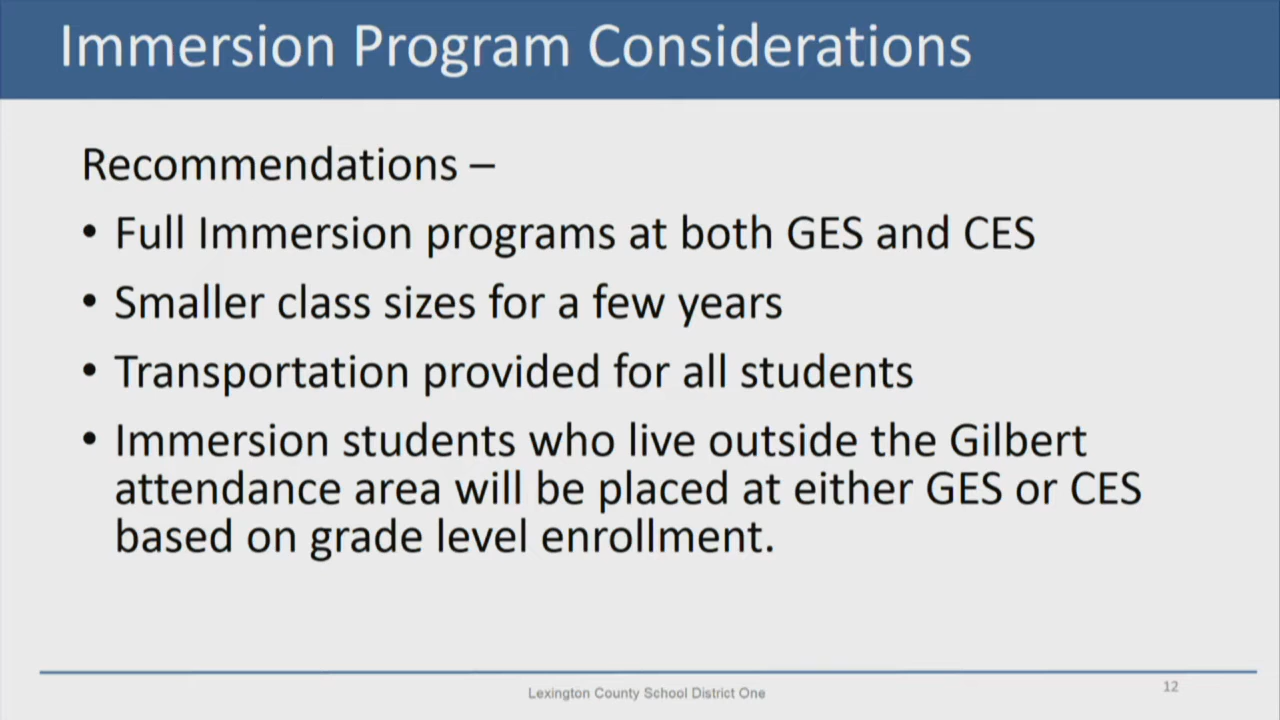 Immersion Program Considerations
Recommendations –
• Full Immersion programs at both GES and CES
• Smaller class sizes for a few years
• Transportation provided for all students
• Immersion students who live outside the Gilbert
attendance area will be placed at either GES or CES
based on grade level enrollment.
Lexington County School District One
12